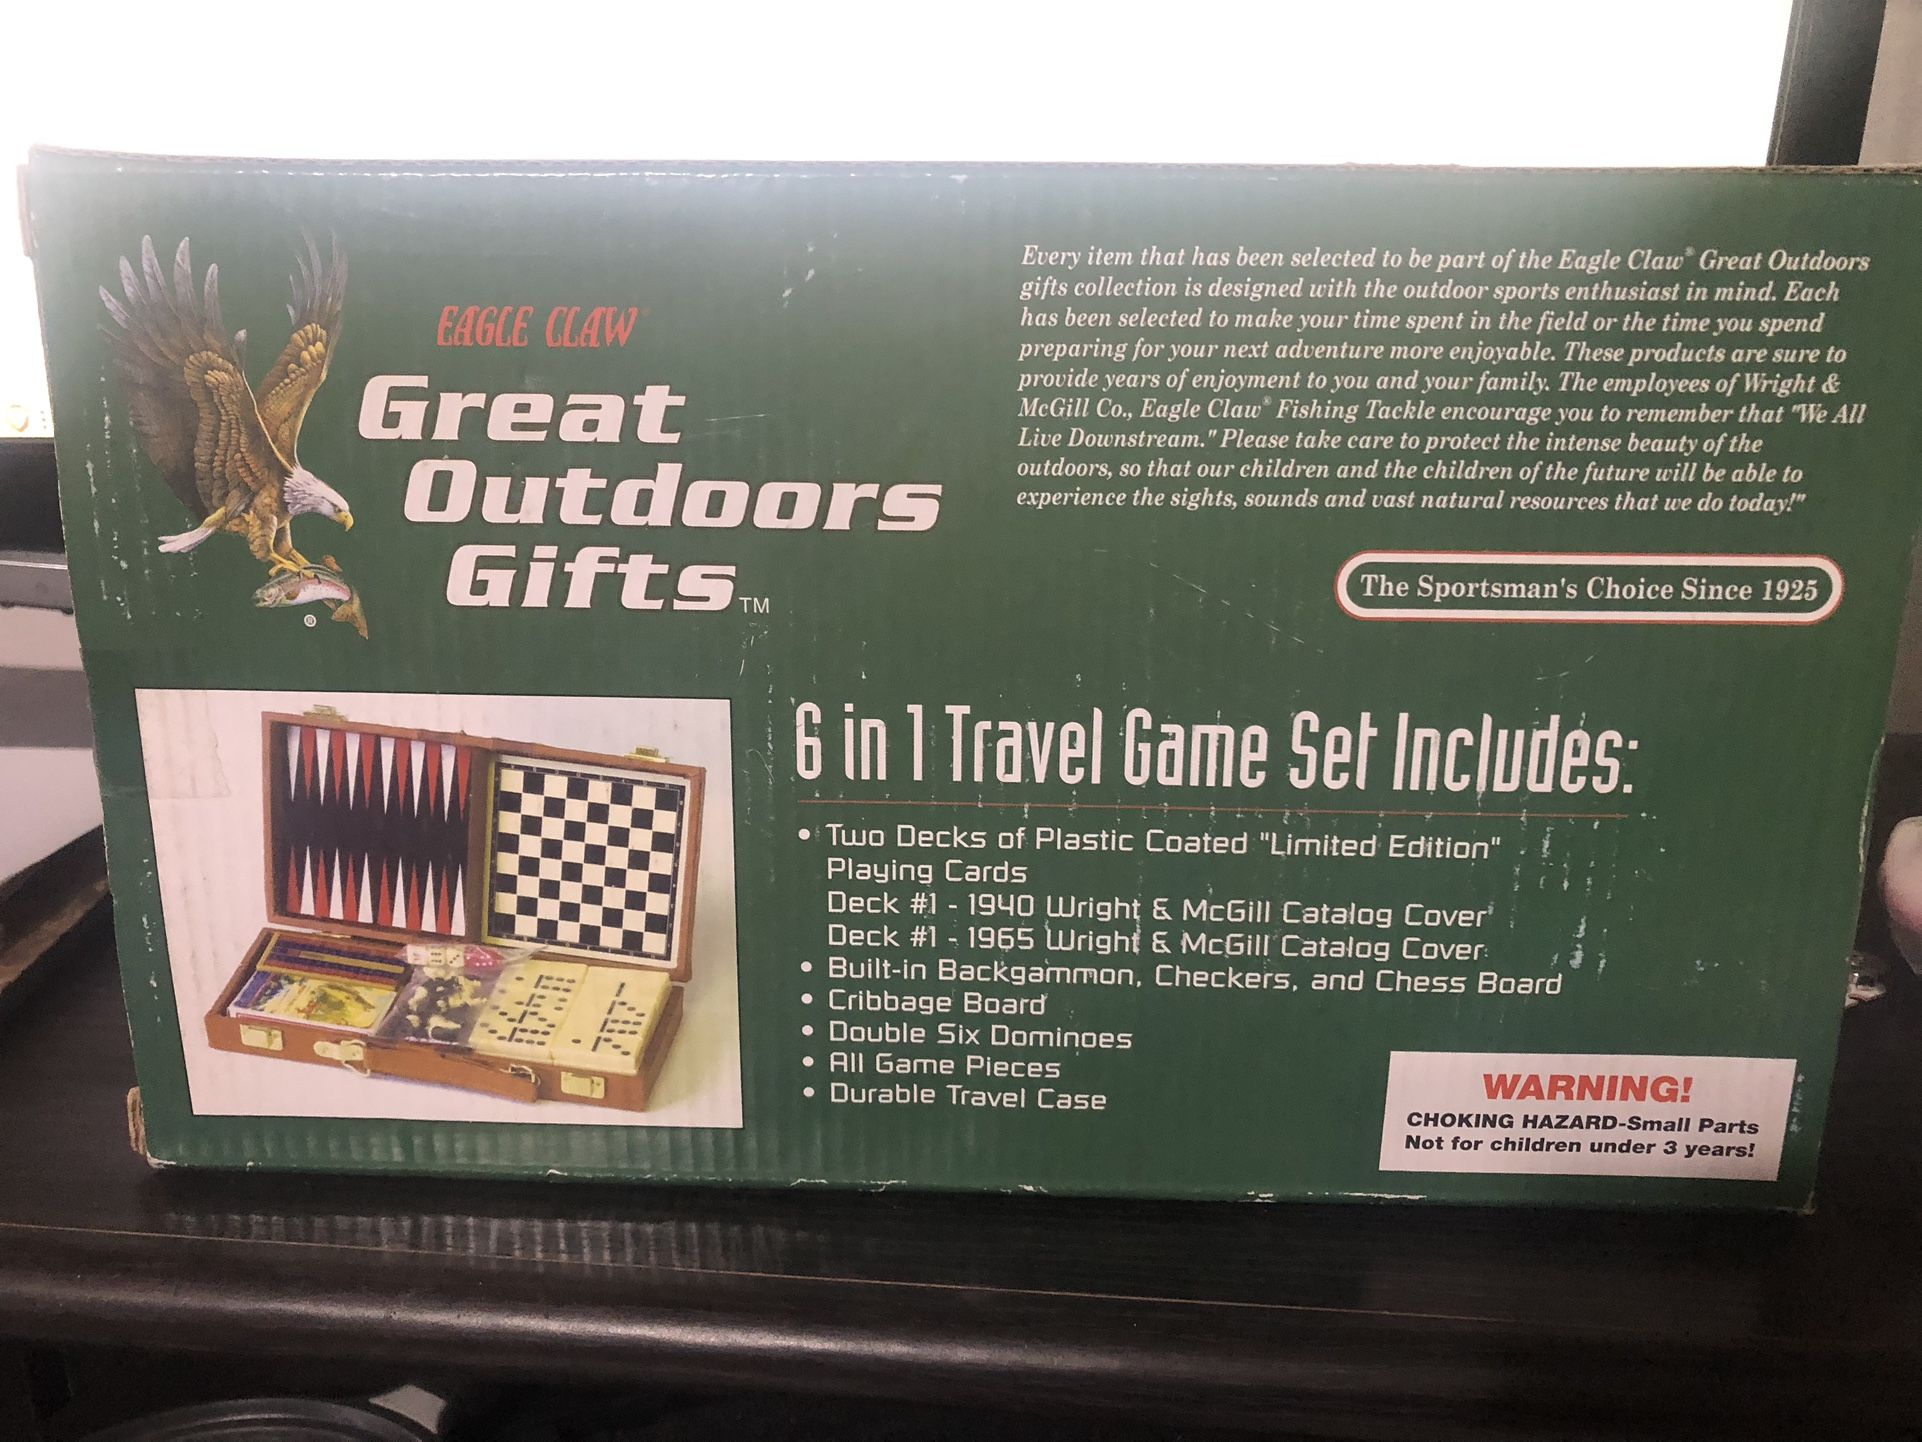 EAGLE CLAW®
Great
Outdoors
Gifts™
®
Every item that has been selected to be part of the Eagle Claw® Great Outdoors
gifts collection is designed with the outdoor sports enthusiast in mind. Each
has been selected to make your time spent in the field or the time you spend
preparing for your next adventure more enjoyable. These products are sure to
provide years of enjoyment to you and your family. The employees of Wright &
McGill Co., Eagle Claw® Fishing Tackle encourage you to remember that "We All
Live Downstream." Please take care to protect the intense beauty of the
outdoors, so that our children and the children of the future will be able to
experience the sights, sounds and vast natural resources that we do today!"
The Sportsman's Choice Since 1925
6 in 1 Travel Game Set Includes:
• Two Decks of Plastic Coated "Limited Edition"
Playing Cards
Deck #1 - 1940 Wright & McGill Catalog Cover
Deck #1 - 1965 Wright & McGill Catalog Cover
• Built-in Backgammon, Checkers, and Chess Board
• Cribbage Board
• Double Six Dominoes
• All Game Pieces
• Durable Travel Case
WARNING!
CHOKING HAZARD-Small Parts
Not for children under 3 years!